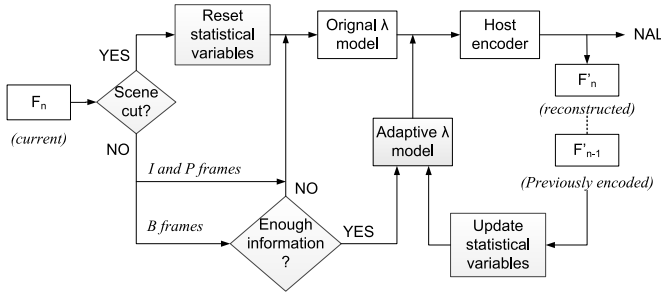 Reset
statistical
variables
Orignal λ
model
Host
encoder
NAL
YES
Fn
Scene
cut?
F'n
(current)
(reconstructed)
NO
Adaptive λ
model
F'n-1
I and P frames
(Previously encoded)
NO
B frames
Enough
information
?
YES
Update
statistical
variables